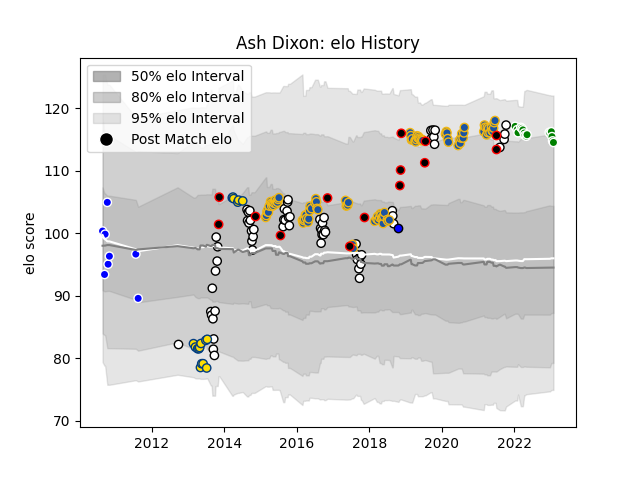 Ash Dixon: elo History
50% elo Interval
80% elo Interval
95% elo Interval
Post Match elo
elo score
120
110
100
90
80
70
2012
2014
2016
2018
2020
2022